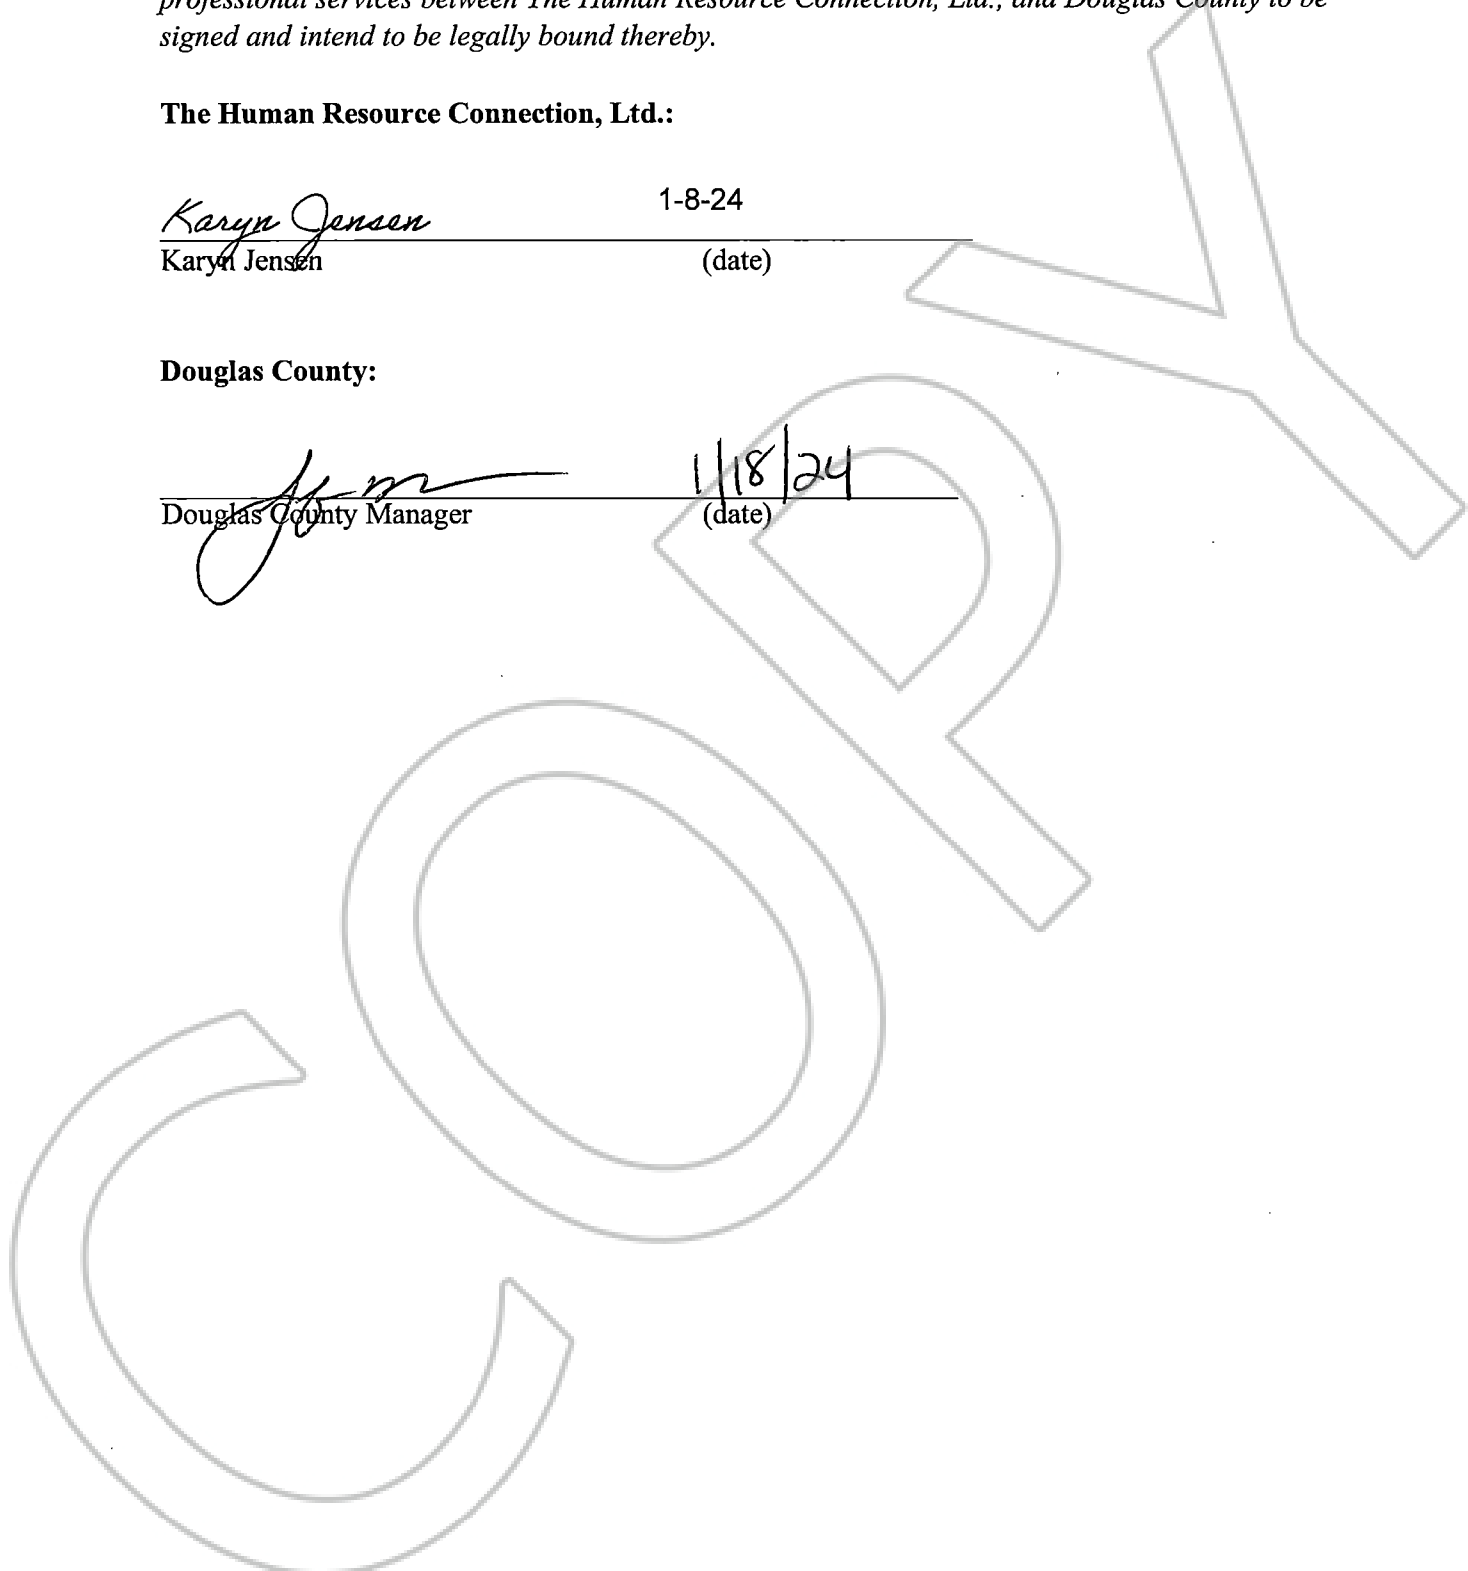 professional services between The Human Resource Connection, Ltd., and Douglas County to be
signed and intend to be legally bound thereby.
The Human Resource Connection, Ltd.:
Karyn Jensen 1-8-24
Karyn Jensen (date)
Douglas County:
1/18/24
Douglas County Manager (date)
COPY